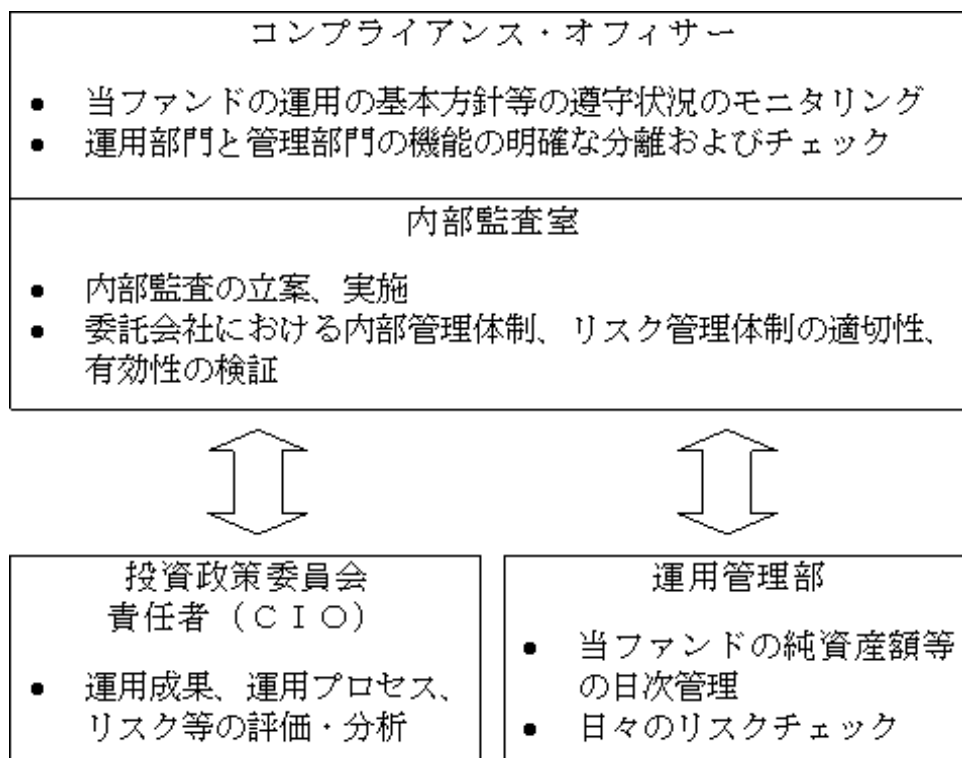 コンプライアンス・オフィサー
● 当ファンドの運用の基本方針等の遵守状況のモニタリング
● 運用部門と管理部門の機能の明確な分離およびチェック
内部監査室
● 内部監査の立案、実施
● 委託会社における内部管理体制、リスク管理体制の適切性、
有効性の検証
投資政策委員会
責任者（ＣＩＯ）
● 運用成果、運用プロセス、
リスク等の評価・分析
運用管理部
● 当ファンドの純資産額等
の日次管理
● 日々のリスクチェック